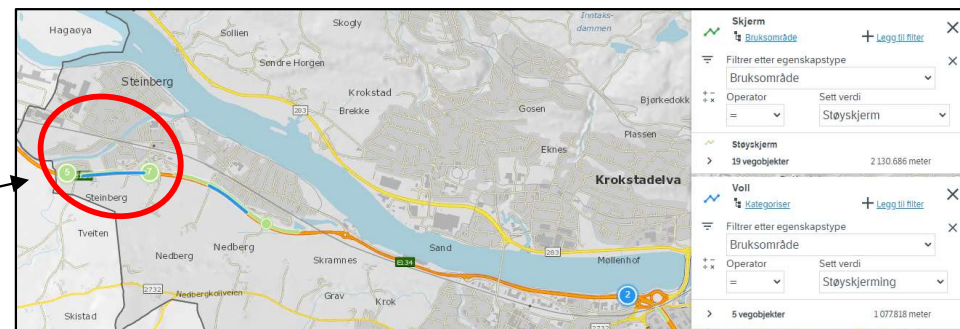 Hagaøya
Sollien
Skogly
Inntaks-
dammen
Søndre Horgen
Steinberg
Krokstad
Brekke
283
Gosen
Bjørkedokk
Plassen
Eknes
Krokstadelva
5
7
Steinberg
Tveiten
Nedberg
Nedberg
Skramnes
E134
Sand
283
Møllenhof
2732
Nedbergkollveien
Grav
Krok
2
Skistad
2732
Skjerm
Bruksområde
Legg til filter
Filtrer etter egenskapstype
Bruksområde
Operator
Sett verdi
=
Støyskjerm
Støyskjerm
19 vegobjekter
2 130.686 meter
Voll
Kategoriser
Legg til filter
Filtrer etter egenskapstype
Bruksområde
Operator
Sett verdi
=
Støyskjerming
5 vegobjekter
1 077.818 meter